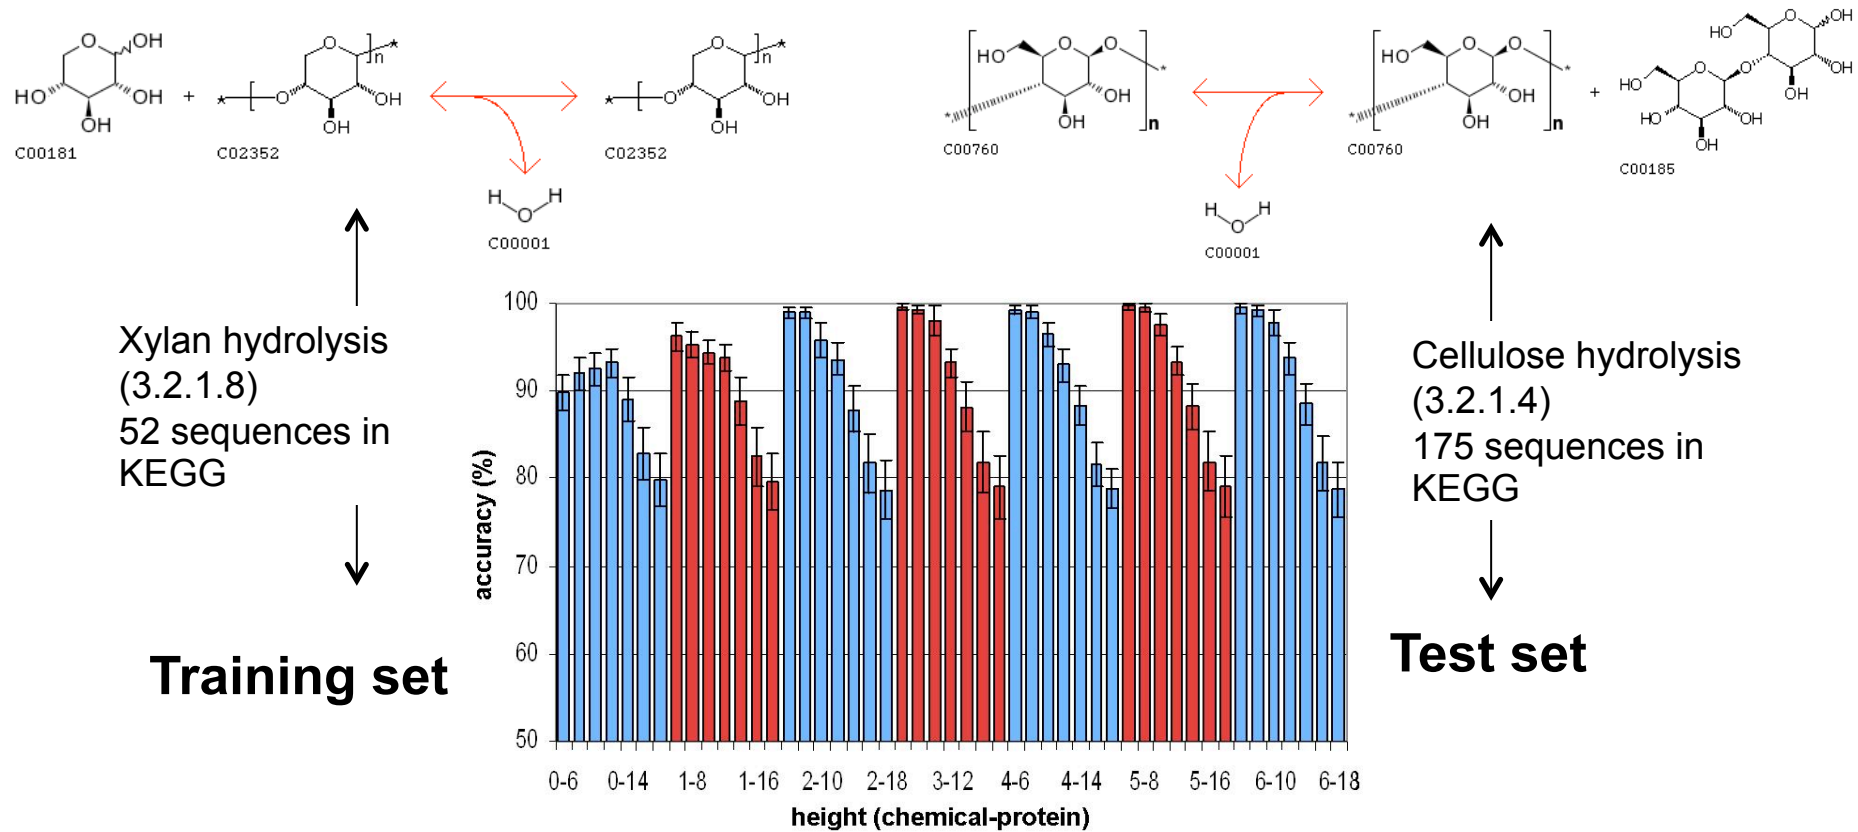 O OH
HO OH
OH
C00181
+
* [ O O ]n *
OH
OH
C02352
* [ O O ]n *
OH
OH
C02352
H H
O
C00001
HO O O
* OH
OH
n
*
C00760
HO O O
* OH
OH
n
*
C00760
+
O OH
HO
HO O O OH
OH
HO OH
OH
C00185
H H
O
C00001
Xylan hydrolysis
(3.2.1.8)
52 sequences in
KEGG
Training set
accuracy (%)
100
90
80
70
60
50
0-6 0-14 1-8 1-16 2-10 2-18 3-12 4-6 4-14 5-8 5-16 6-10 6-18
height (chemical-protein)
Cellulose hydrolysis
(3.2.1.4)
175 sequences in
KEGG
Test set